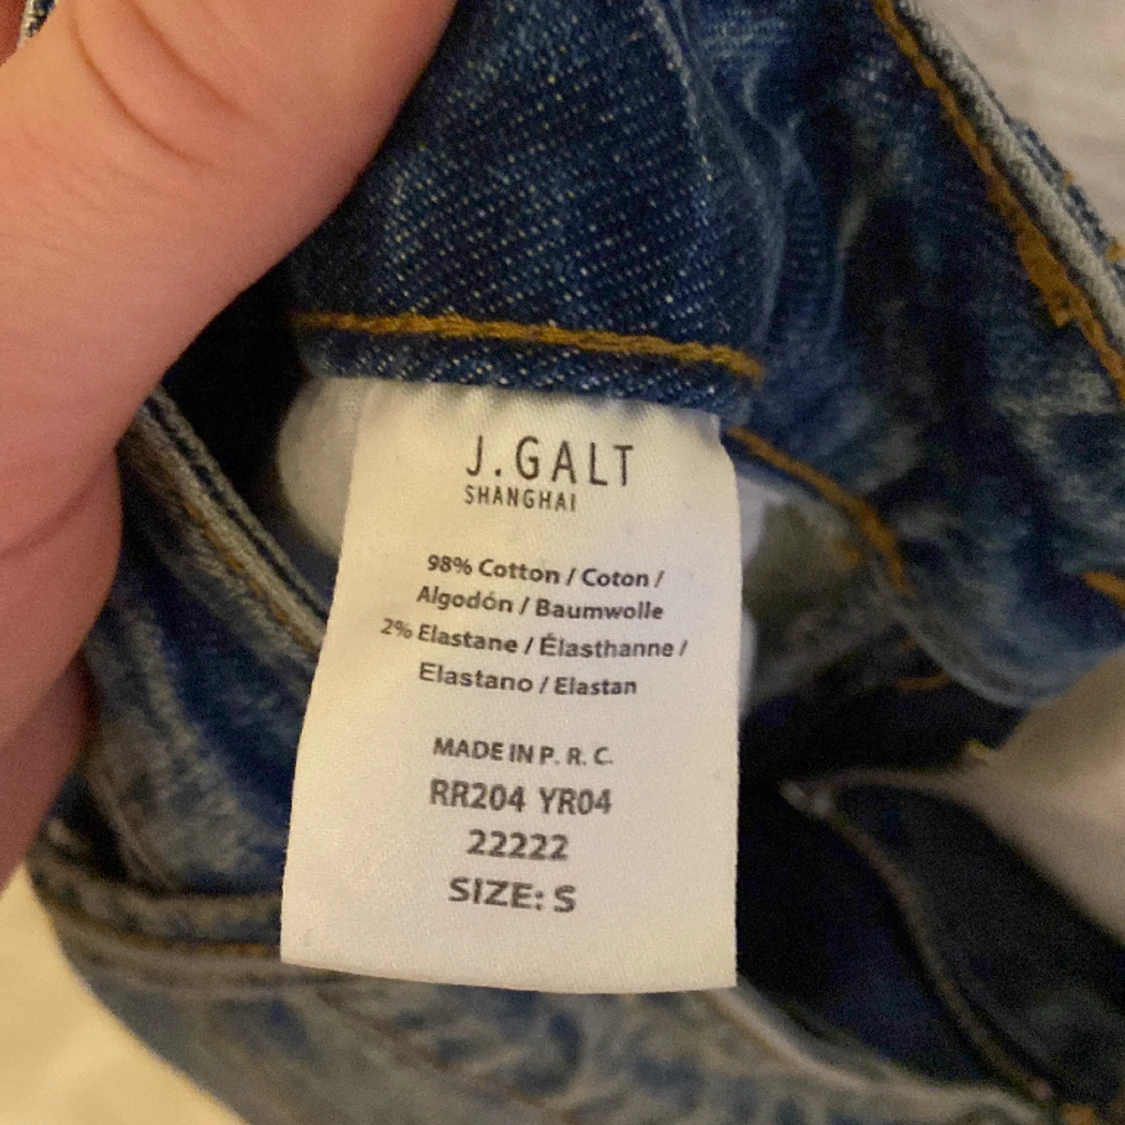 J.GALT
SHANGHAI
98% Cotton / Coton /
Algodón / Baumwolle
2% Elastane / Élasthanne /
Elastano / Elastan
MADE IN P. R. C.
RR204 YR04
22222
SIZE: S